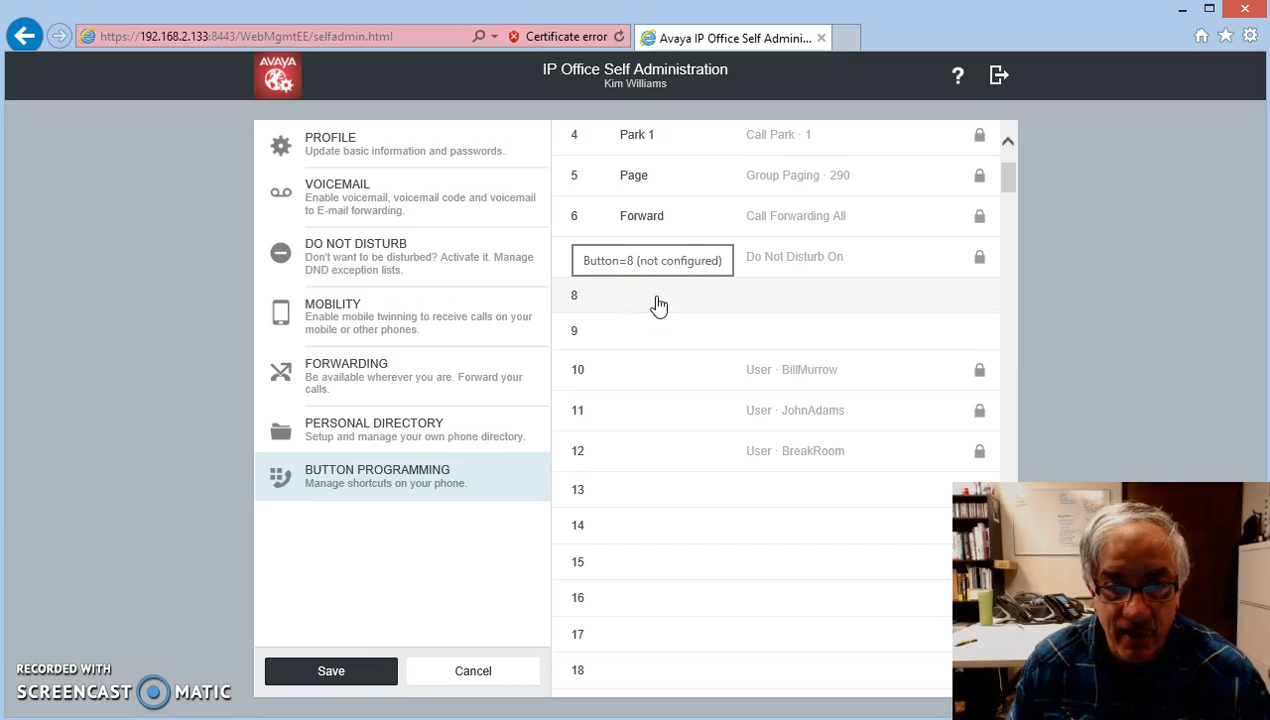 https://192.168.2.133:8443/WebMgmtEE/selfadmin.html
Certificate error
Avaya IP Office Self Admini...
AVAYA
IP Office Self Administration
Kim Williams
?
PROFILE
Update basic information and passwords.
VOICEMAIL
Enable voicemail, voicemail code and voicemail
to E-mail forwarding.
DO NOT DISTURB
Don't want to be disturbed? Activate it. Manage
DND exception lists.
MOBILITY
Enable mobile twinning to receive calls on your
mobile or other phones.
FORWARDING
Be available wherever you are. Forward your
calls.
PERSONAL DIRECTORY
Setup and manage your own phone directory.
BUTTON PROGRAMMING
Manage shortcuts on your phone.
Save
Cancel
4 Park 1 Call Park · 1
5 Page Group Paging · 290
6 Forward Call Forwarding All
Button=8 (not configured) Do Not Disturb On
8
9
10 User · BillMurrow
11 User · JohnAdams
12 User · BreakRoom
13
14
15
16
17
18
RECORDED WITH
SCREENCAST MATIC